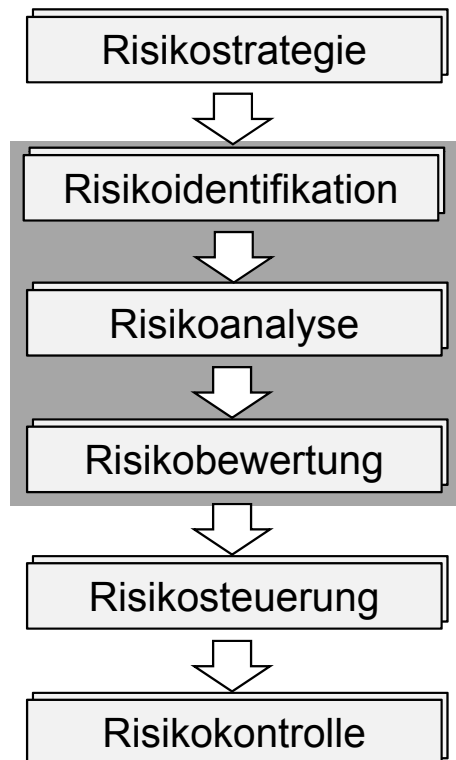 Risikostrategie
Risikoidentifikation
Risikoanalyse
Risikobewertung
Risikosteuerung
Risikokontrolle